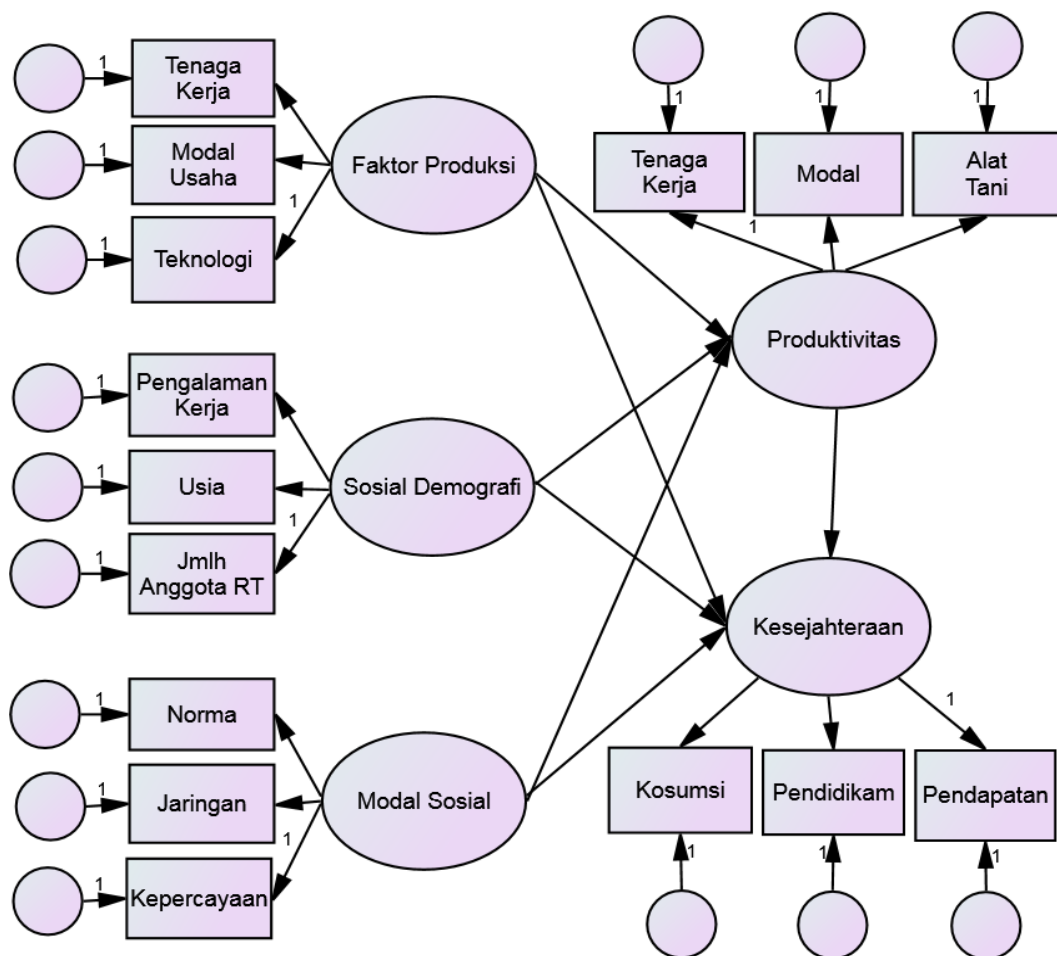 1
Tenaga
Kerja
1
Modal
Usaha
1
1
Teknologi
Faktor Produksi
1
Pengalaman
Kerja
1
Usia
1
1
Jmlh
Anggota RT
Sosial Demografi
1
Norma
1
Jaringan
1
1
Kepercayaan
Modal Sosial
1
1
1
Tenaga
Kerja
Modal
Alat
Tani
1
Produktivitas
Kesejahteraan
1
Kosumsi
Pendidikam
Pendapatan
1
1
1